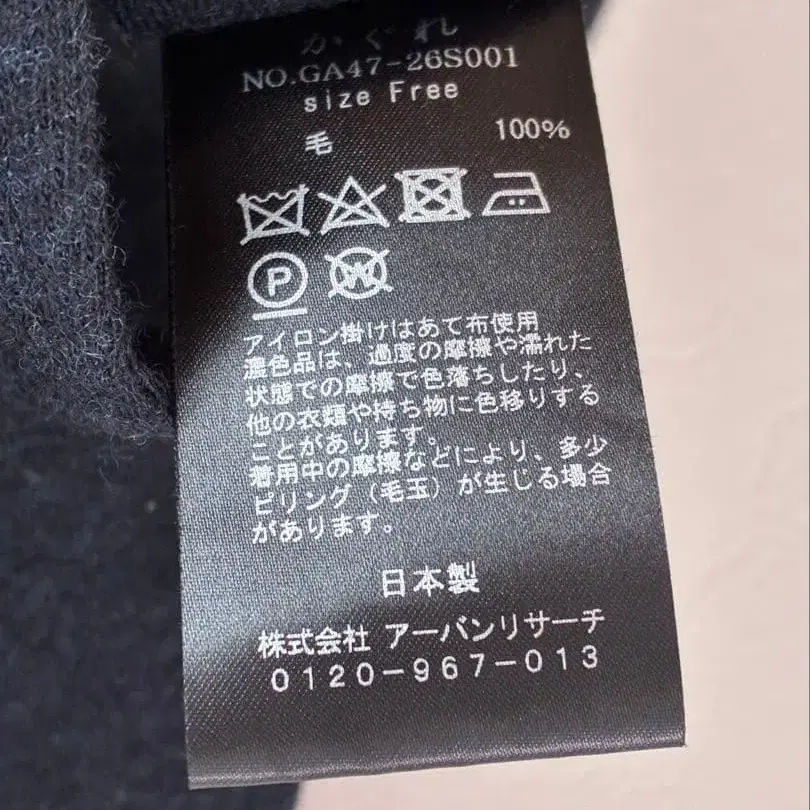 かぐれ
NO.GA47-26S001
size Free
毛 100%
P
W
アイロン掛けはあて布使用
濃色品は、過度の摩擦や濡れた
状態での摩擦で色落ちしたり、
他の衣類や持ち物に色移りする
ことがあります。
着用中の摩擦などにより、多少
ピリング（毛玉）が生じる場合
があります。
日本製
株式会社 アーバンリサーチ
0120-967-013